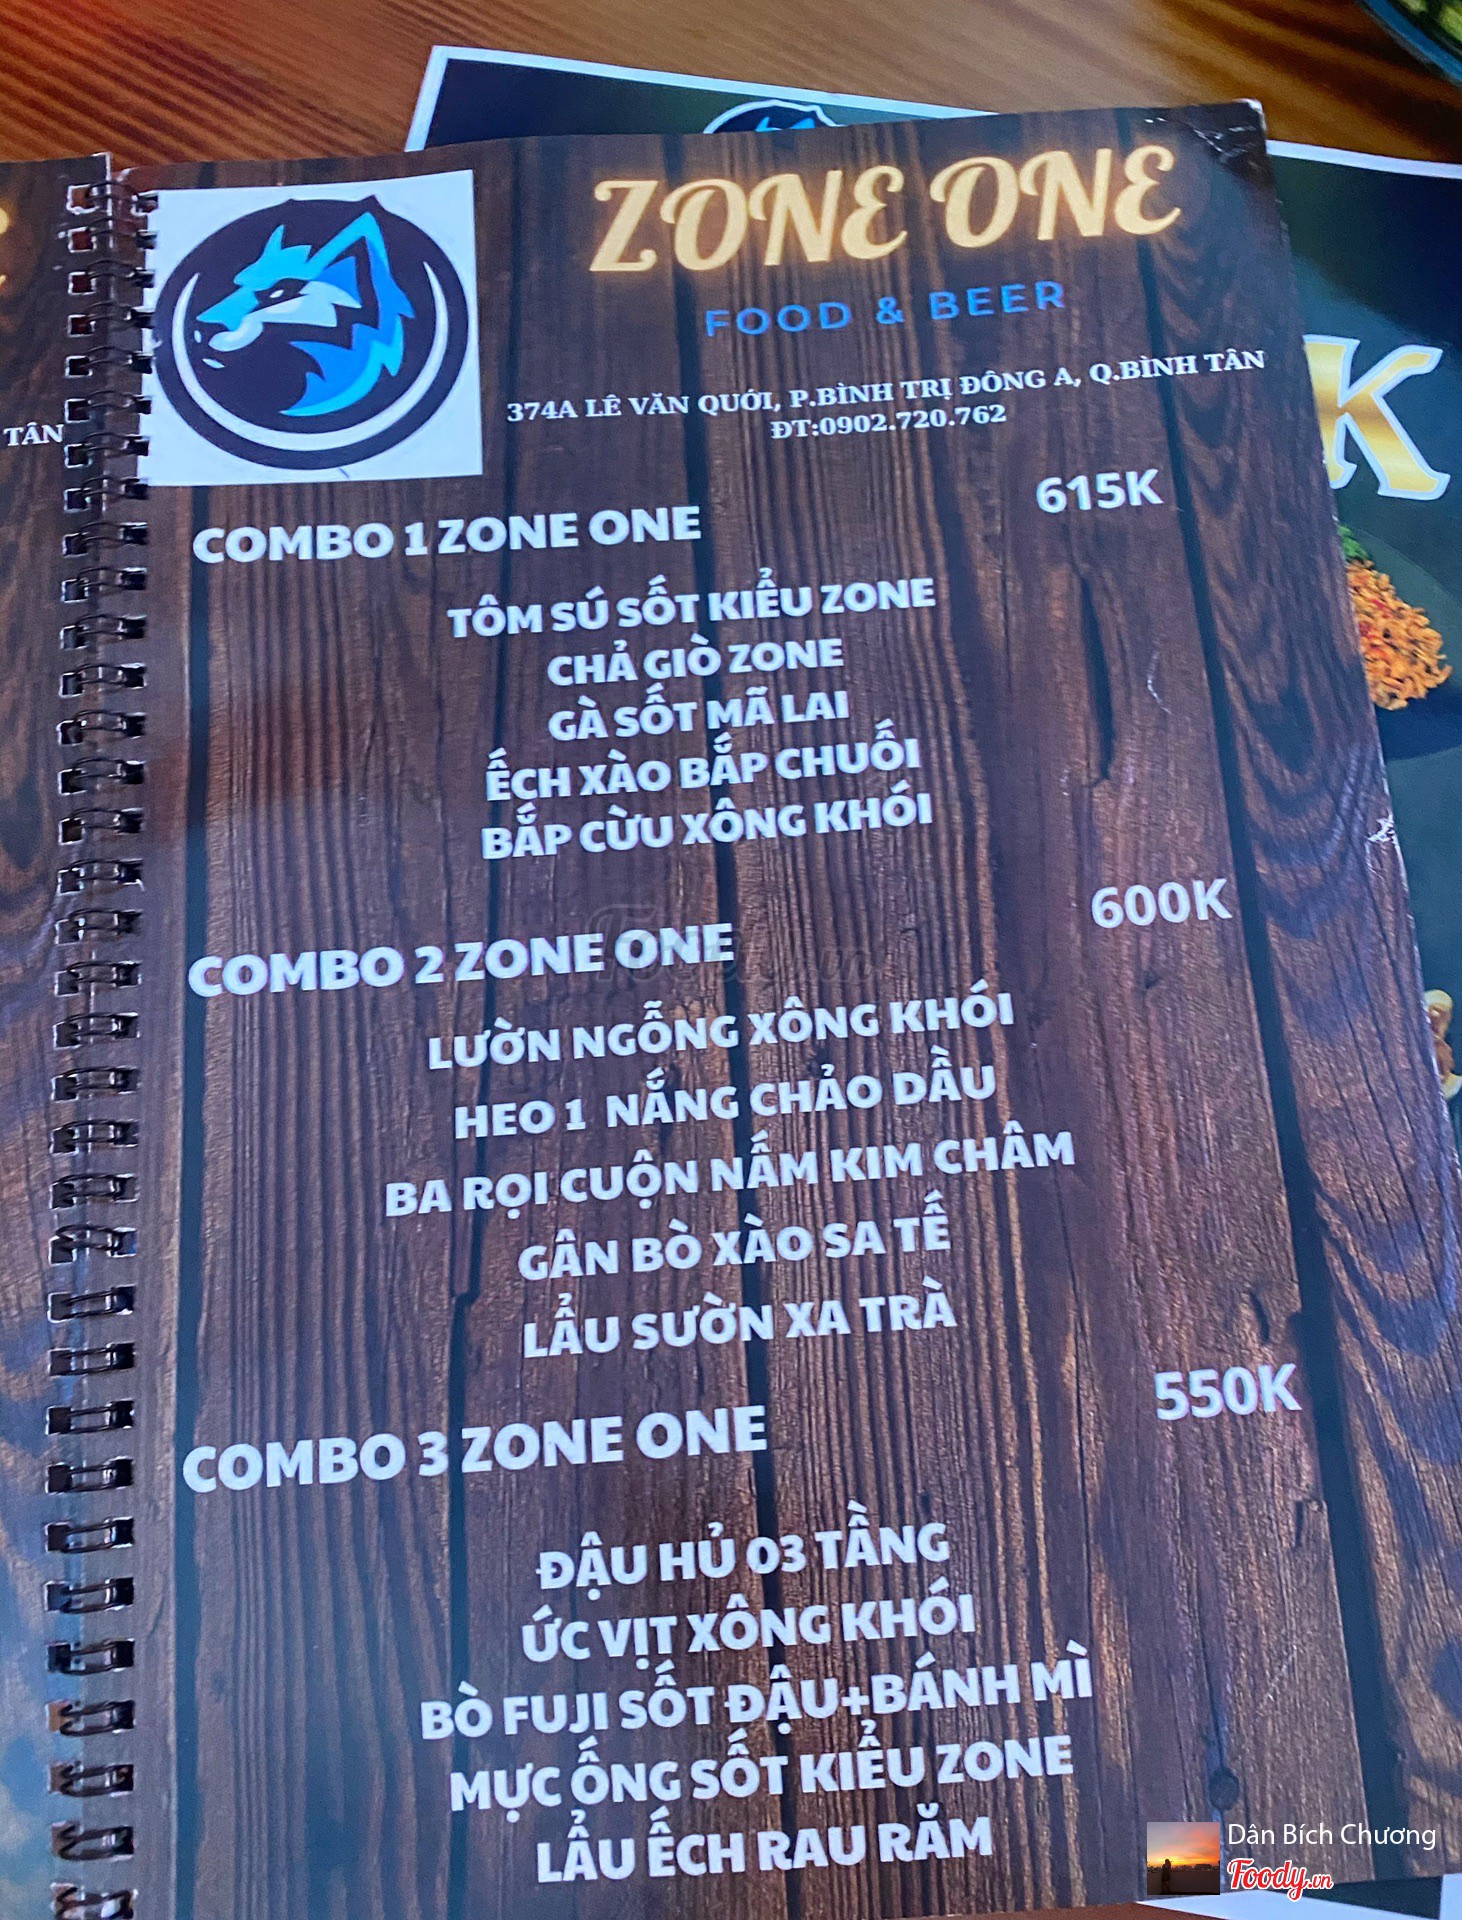 ZONE ONE
FOOD & BEER
374A LÊ VĂN QUỚI, P.BÌNH TRỊ ĐÔNG A, Q.BÌNH TÂN
ĐT:0902.720.762
TÂN
K
COMBO 1 ZONE ONE 615K
TÔM SÚ SỐT KIỂU ZONE
CHẢ GIÒ ZONE
GÀ SỐT MÃ LAI
ẾCH XÀO BẮP CHUỐI
BẮP CỪU XÔNG KHÓI
COMBO 2 ZONE ONE 600K
LƯỜN NGỖNG XÔNG KHÓI
HEO 1 NẮNG CHẢO DẦU
BA RỌI CUỘN NẤM KIM CHÂM
GÂN BÒ XÀO SA TẾ
LẨU SƯỜN XA TRÀ
COMBO 3 ZONE ONE 550K
ĐẬU HỦ 03 TẦNG
ỨC VỊT XÔNG KHÓI
BÒ FUJI SỐT ĐẬU+BÁNH MÌ
MỰC ỐNG SỐT KIỂU ZONE
LẨU ẾCH RAU RĂM
Dân Bích Chương
Foody.vn